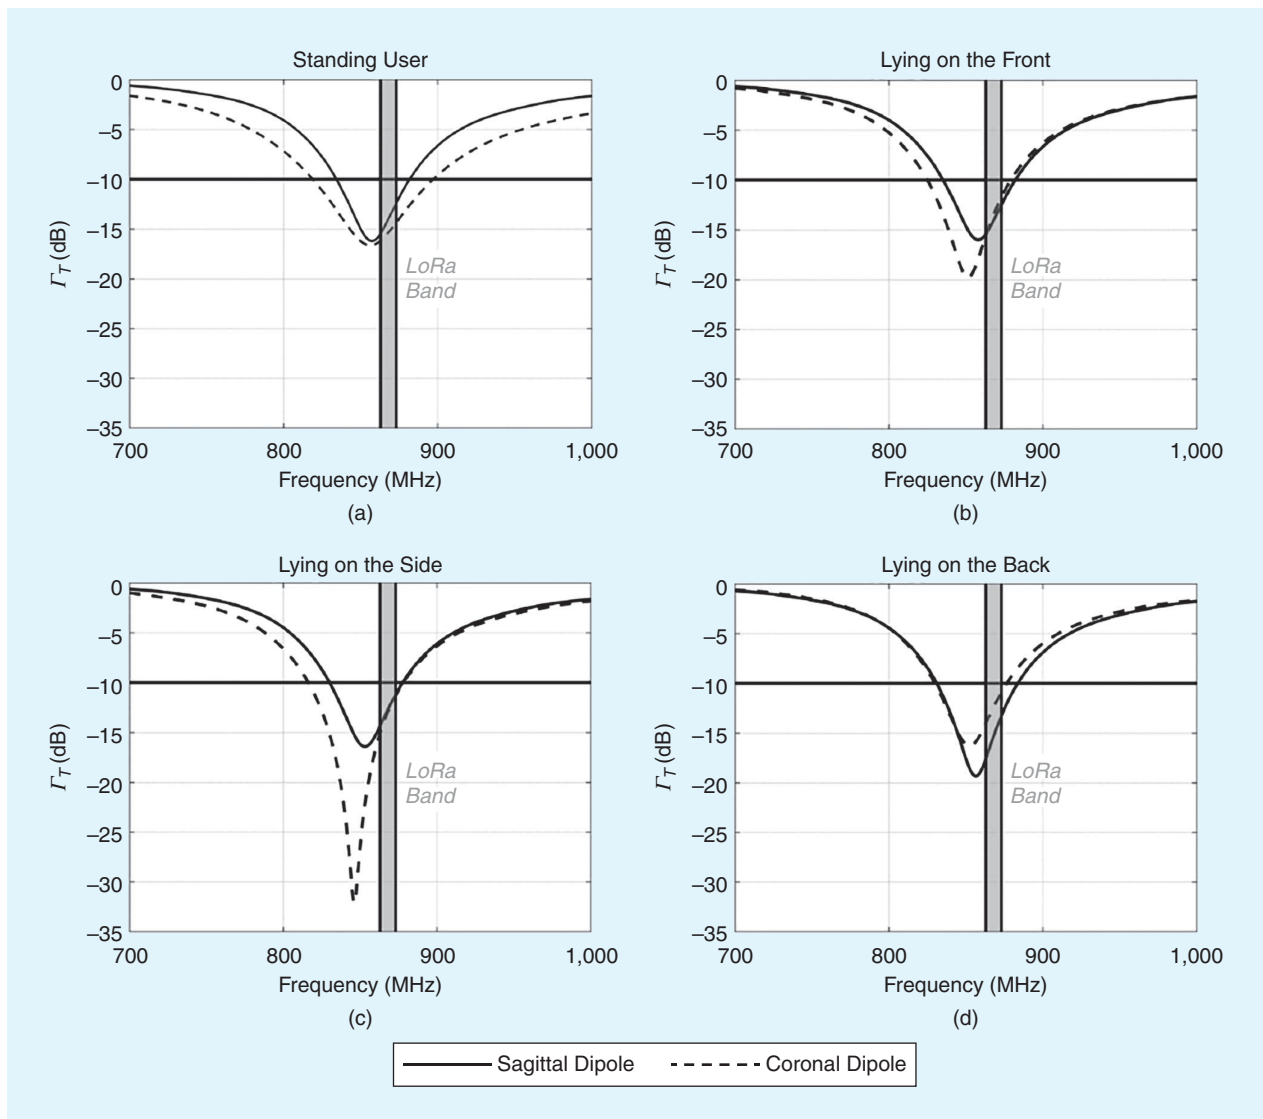 Standing User
0
–5
–10
–15
–20
–25
–30
–35
ΓT (dB)
LoRa
Band
700
800
900
1,000
Frequency (MHz)
(a)
Lying on the Front
0
–5
–10
–15
–20
–25
–30
–35
ΓT (dB)
LoRa
Band
700
800
900
1,000
Frequency (MHz)
(b)
Lying on the Side
0
–5
–10
–15
–20
–25
–30
–35
ΓT (dB)
LoRa
Band
700
800
900
1,000
Frequency (MHz)
(c)
Lying on the Back
0
–5
–10
–15
–20
–25
–30
–35
ΓT (dB)
LoRa
Band
700
800
900
1,000
Frequency (MHz)
(d)
Sagittal Dipole
Coronal Dipole